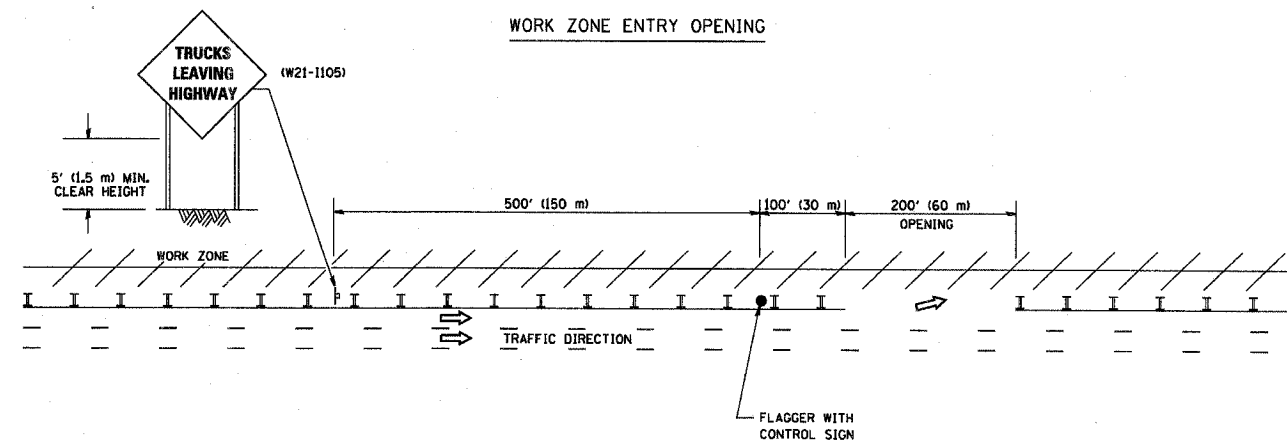 WORK ZONE ENTRY OPENING
TRUCKS
LEAVING
HIGHWAY
(W21-I105)
5' (1.5 m) MIN.
CLEAR HEIGHT
500' (150 m)
100' (30 m)
200' (60 m)
OPENING
WORK ZONE
TRAFFIC DIRECTION
FLAGGER WITH
CONTROL SIGN